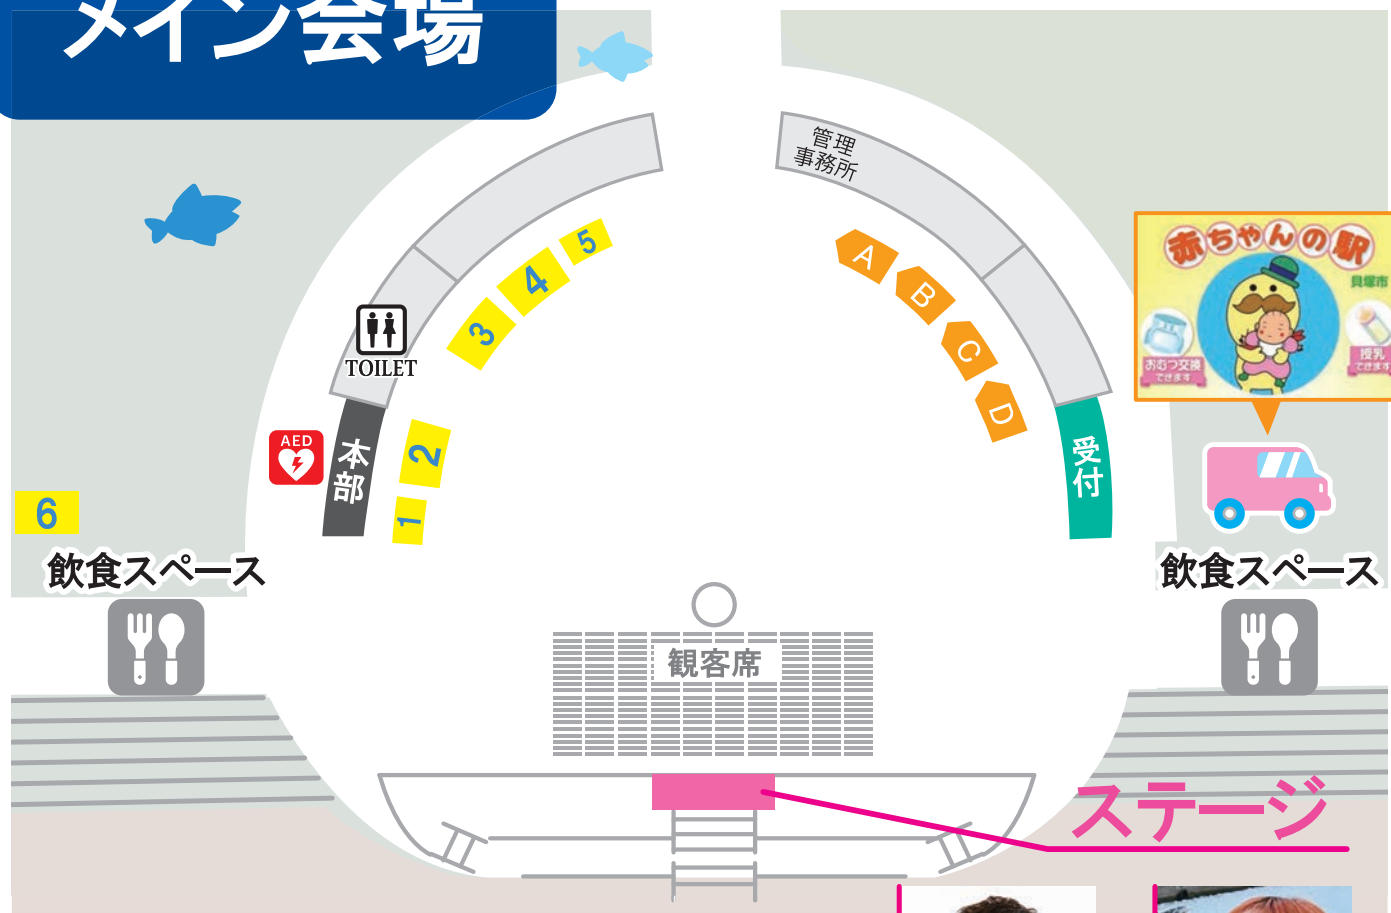 メイン会場
管理
事務所
5
4
3
A
B
C
D
赤ちゃんの駅
貝塚市
おむつ交換
できます
授乳
できます
TOILET
AED
本部
2
1
受付
6
飲食スペース
飲食スペース
観客席
ステージ